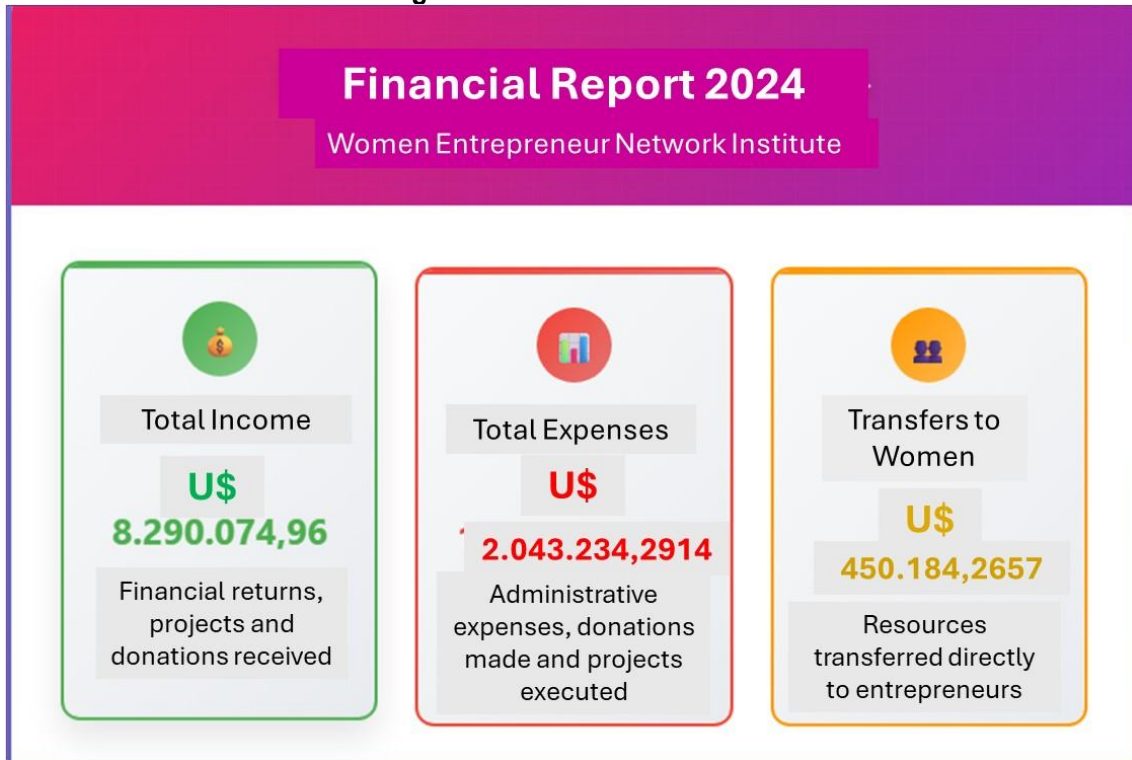 Financial Report 2024
Women Entrepreneur Network Institute
Total Income
U$
8.290.074,96
Financial returns,
projects and
donations received
Total Expenses
U$
2.043.234,2914
Administrative
expenses, donations
made and projects
executed
Transfers to
Women
U$
450.184,2657
Resources
transferred directly
to entrepreneurs